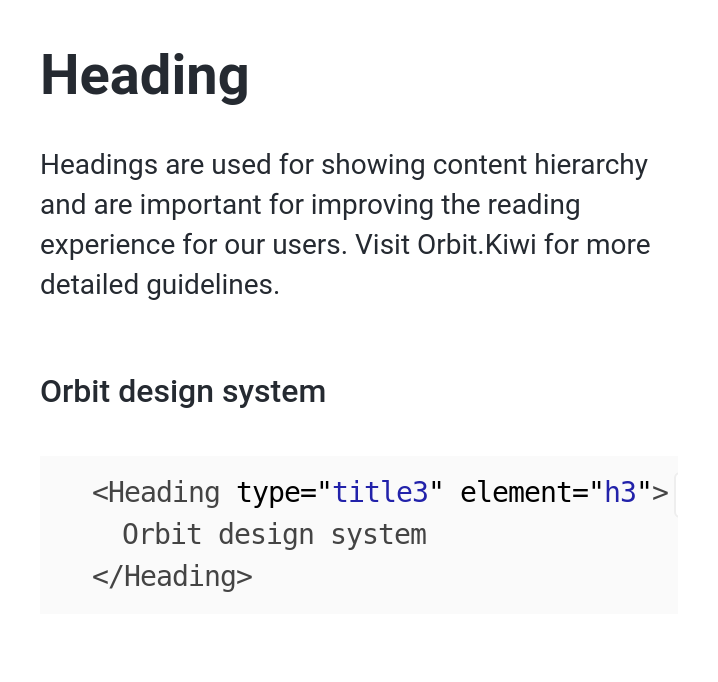 Heading
Headings are used for showing content hierarchy
and are important for improving the reading
experience for our users. Visit Orbit.Kiwi for more
detailed guidelines.
Orbit design system
<Heading type="title3" element="h3">
Orbit design system
</Heading>